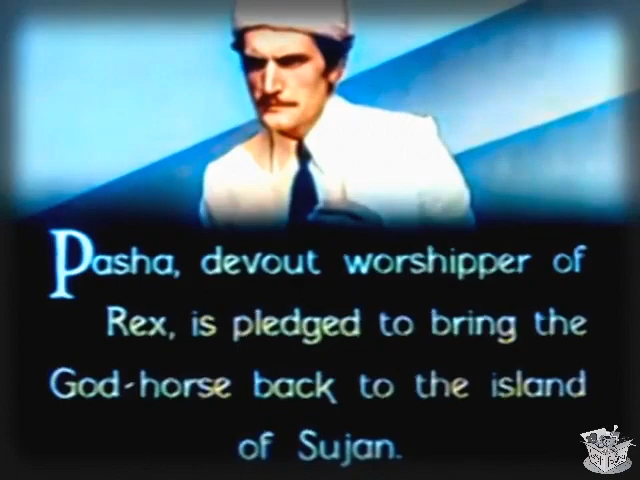 Pasha, devout worshipper of
Rex, is pledged to bring the
God-horse back to the island
of Sujan.